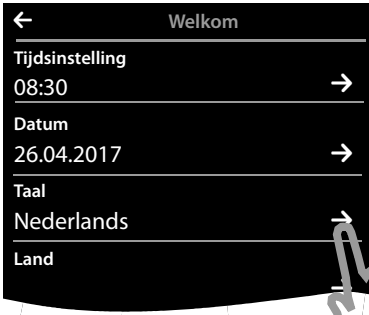 Welkom
Tijdsinstelling
08:30
Datum
26.04.2017
Taal
Nederlands
Land